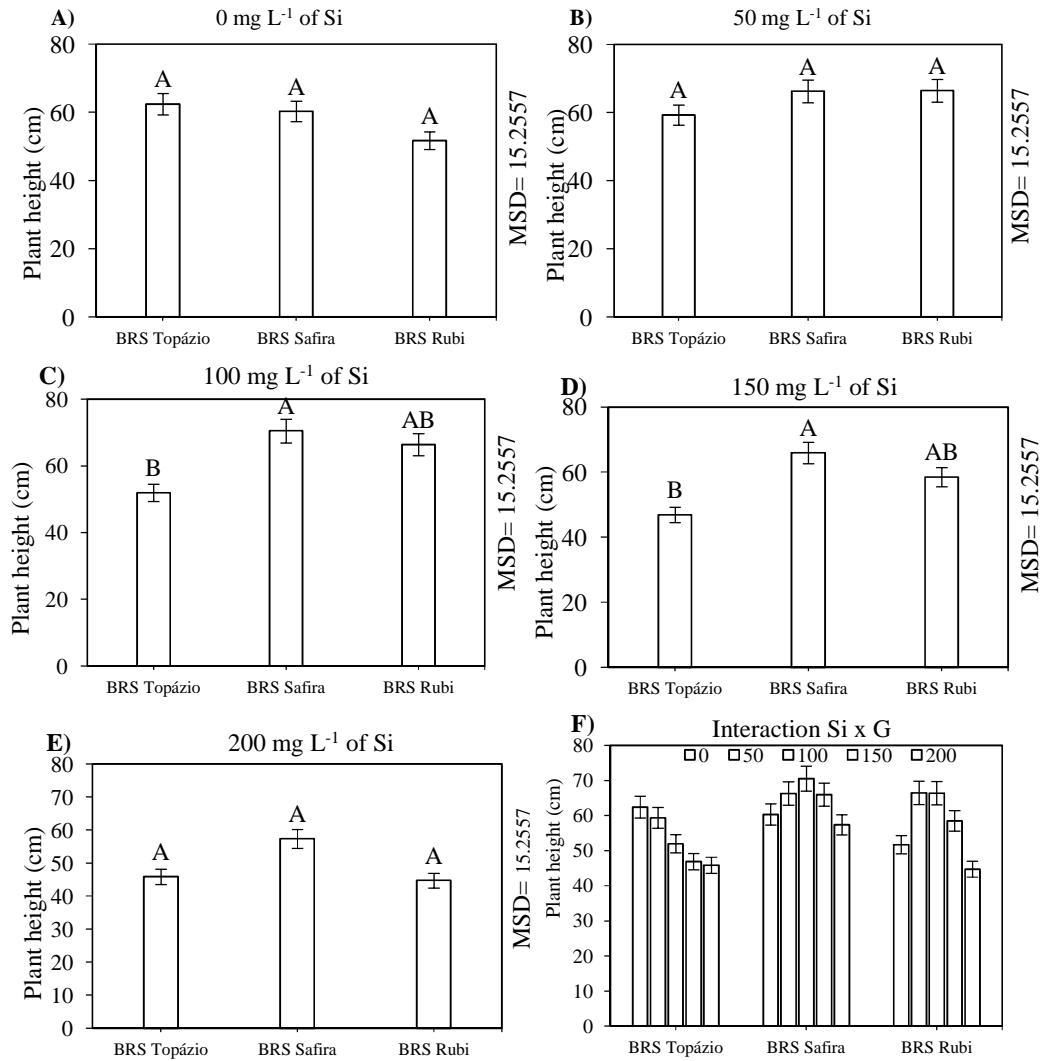 A)
0 mg L-1 of Si
Plant height (cm)
80
60
40
20
0
A
A
A
BRS Topázio
BRS Safira
BRS Rubi
MSD= 15.2557
B)
50 mg L-1 of Si
Plant height (cm)
80
60
40
20
0
A
A
A
BRS Topázio
BRS Safira
BRS Rubi
MSD= 15.2557
C)
100 mg L-1 of Si
Plant height (cm)
80
60
40
20
0
B
A
AB
BRS Topázio
BRS Safira
BRS Rubi
MSD= 15.2557
D)
150 mg L-1 of Si
Plant height (cm)
80
60
40
20
0
B
A
AB
BRS Topázio
BRS Safira
BRS Rubi
MSD= 15.2557
E)
200 mg L-1 of Si
Plant height (cm)
80
70
60
50
40
30
20
10
0
A
A
A
BRS Topázio
BRS Safira
BRS Rubi
MSD= 15.2557
F)
Interaction Si x G
0 50 100 150 200
Plant height (cm)
80
70
60
50
40
30
20
10
0
BRS Topázio
BRS Safira
BRS Rubi